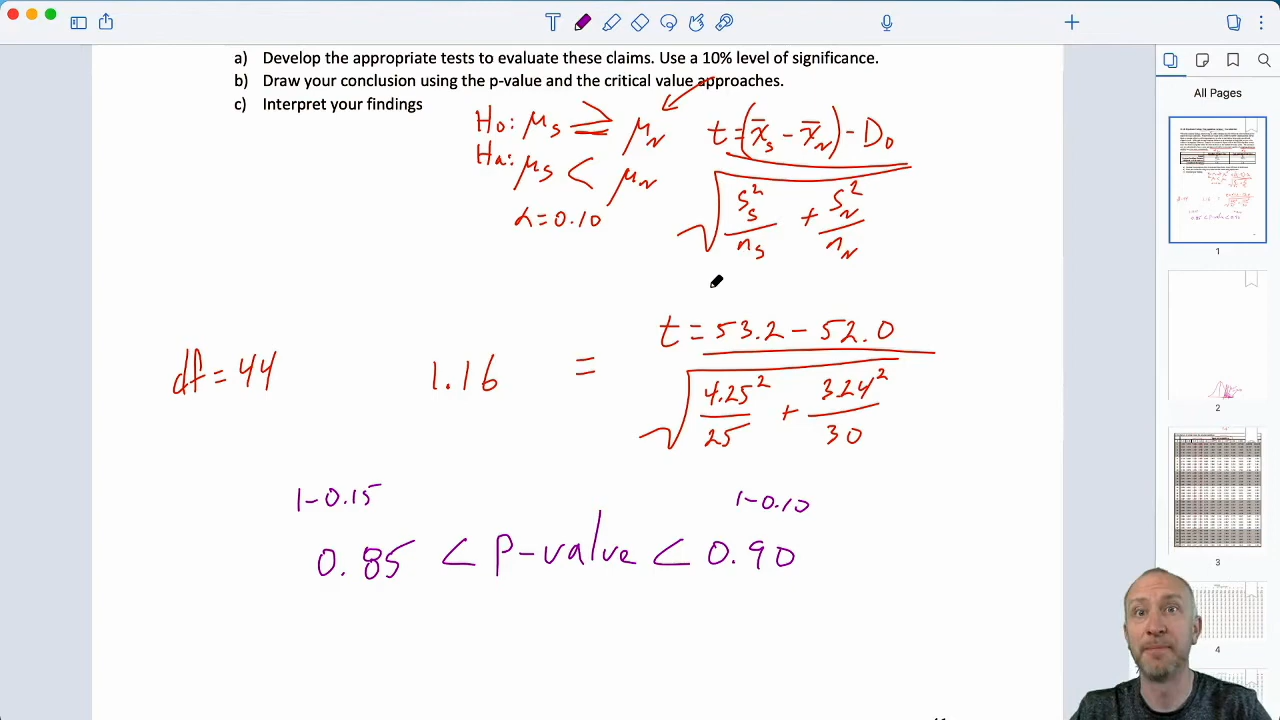 a) Develop the appropriate tests to evaluate these claims. Use a 10% level of significance.
b) Draw your conclusion using the p-value and the critical value approaches.
c) Interpret your findings
Ho: μs ≥ μN
Ha: μs < μN
α=0.10
t=(x̄s - x̄N) - D0
√ Ss²/ns + SN²/nN
t = 53.2 - 52.0
√ 4.25²/25 + 3.24²/30
=
1.16
df = 44
1-0.15
1-0.10
0.85 < P-value < 0.90
All Pages
1
2
3
4